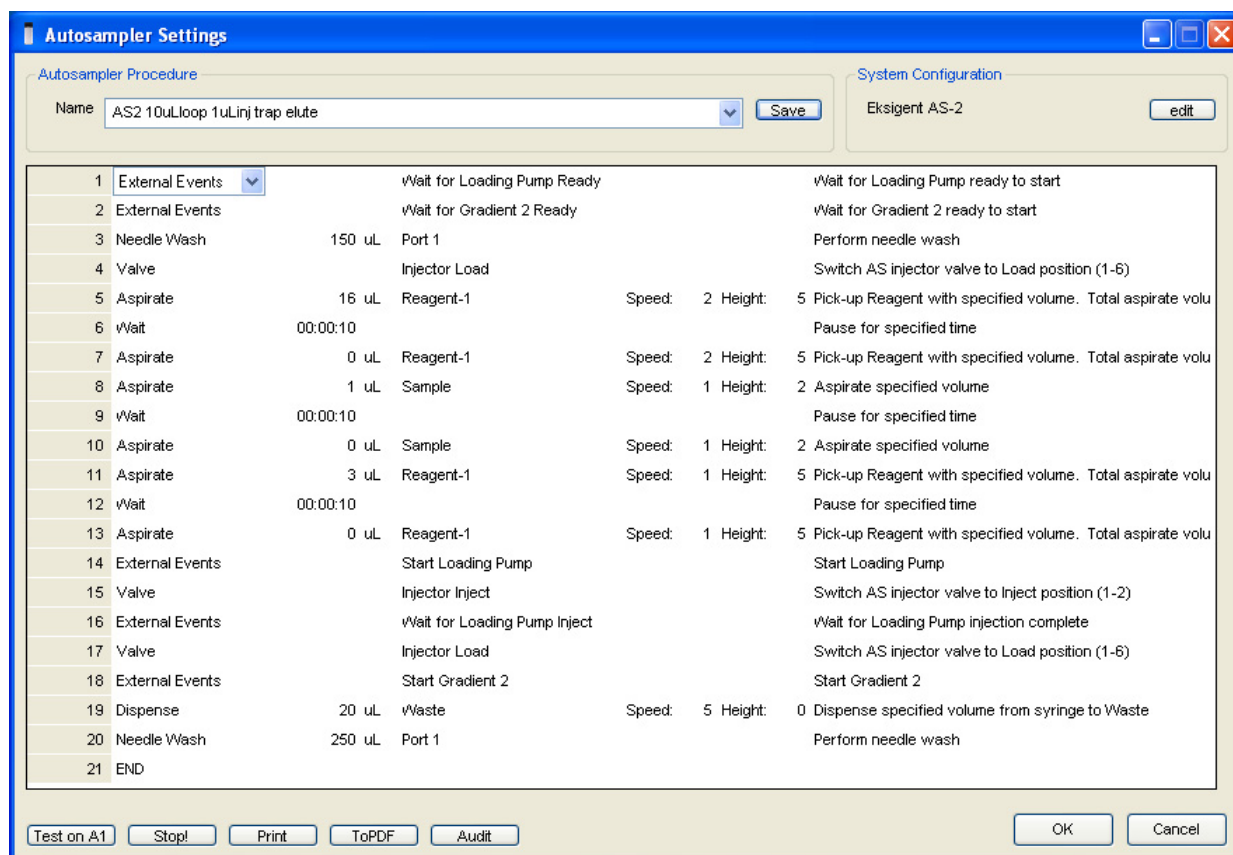 Autosampler Settings
Autosampler Procedure
System Configuration
Name AS2 10uLloop 1uLinj trap elute Save Eksigent AS-2 edit
1 External Events Wait for Loading Pump Ready Wait for Loading Pump ready to start
2 External Events Wait for Gradient 2 Ready Wait for Gradient 2 ready to start
3 Needle Wash 150 uL Port 1 Perform needle wash
4 Valve Injector Load Switch AS injector valve to Load position (1-6)
5 Aspirate 16 uL Reagent-1 Speed: 2 Height: 5 Pick-up Reagent with specified volume. Total aspirate volu
6 Wait 00:00:10 Pause for specified time
7 Aspirate 0 uL Reagent-1 Speed: 2 Height: 5 Pick-up Reagent with specified volume. Total aspirate volu
8 Aspirate 1 uL Sample Speed: 1 Height: 2 Aspirate specified volume
9 Wait 00:00:10 Pause for specified time
10 Aspirate 0 uL Sample Speed: 1 Height: 2 Aspirate specified volume
11 Aspirate 3 uL Reagent-1 Speed: 1 Height: 5 Pick-up Reagent with specified volume. Total aspirate volu
12 Wait 00:00:10 Pause for specified time
13 Aspirate 0 uL Reagent-1 Speed: 1 Height: 5 Pick-up Reagent with specified volume. Total aspirate volu
14 External Events Start Loading Pump Start Loading Pump
15 Valve Injector Inject Switch AS injector valve to Inject position (1-2)
16 External Events Wait for Loading Pump Inject Wait for Loading Pump injection complete
17 Valve Injector Load Switch AS injector valve to Load position (1-6)
18 External Events Start Gradient 2 Start Gradient 2
19 Dispense 20 uL Waste Speed: 5 Height: 0 Dispense specified volume from syringe to Waste
20 Needle Wash 250 uL Port 1 Perform needle wash
21 END
Test on A1 Stop! Print ToPDF Audit OK Cancel